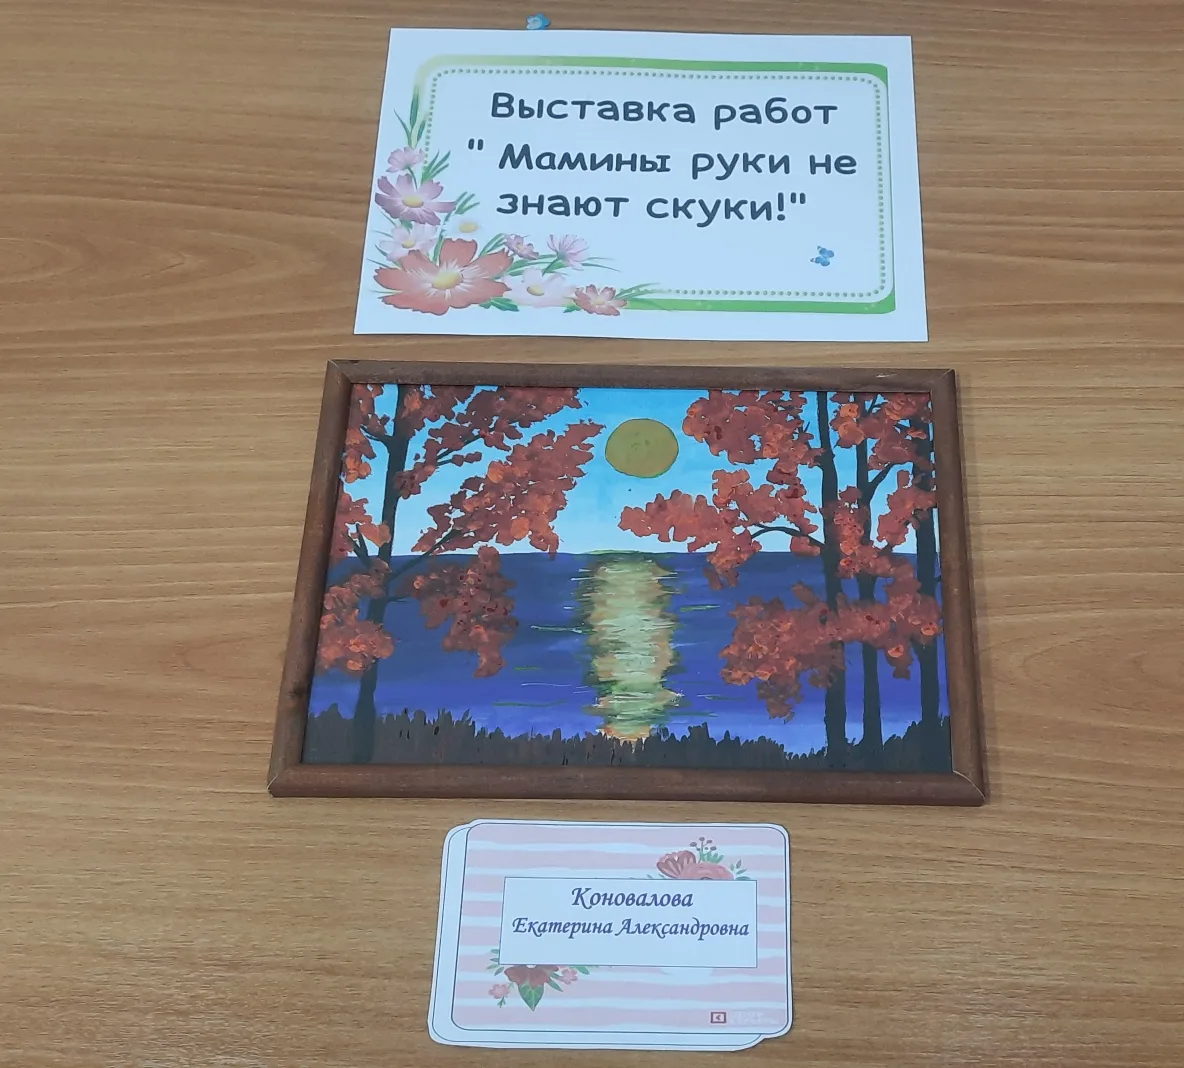 Выставка работ
" Мамины руки не
знают скуки!"
Коновалова
Екатерина Александровна